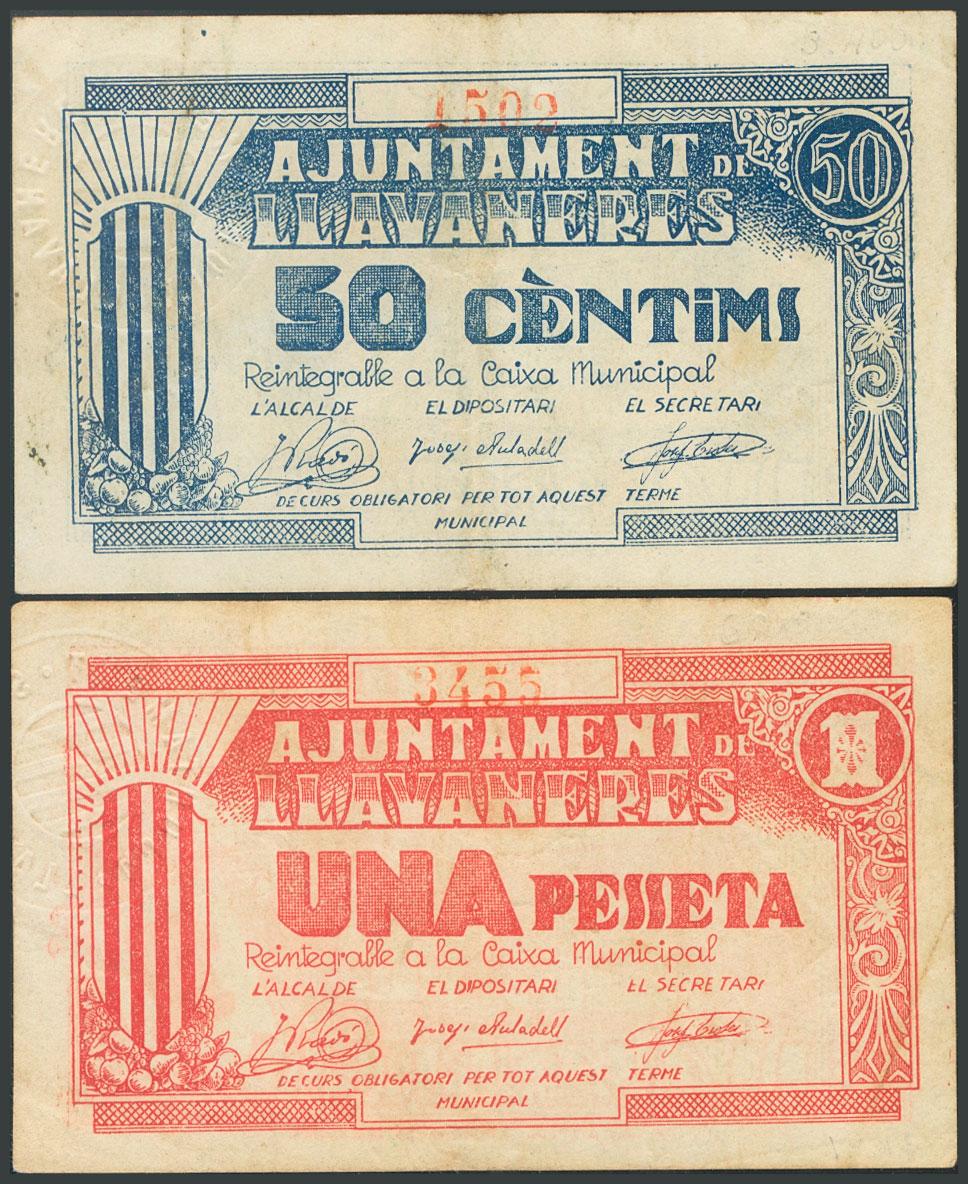 1502
AJUNTAMENT DE
50
LLAVANERES
50 CÈNTIMS
Reintegrable a la Caixa Municipal
L'ALCALDE EL DIPOSITARI EL SECRETARI
DE CURS OBLIGATORI PER TOT AQUEST TERME
MUNICIPAL
3455
AJUNTAMENT DE
1
LLAVANERES
UNA PESSETA
Reintegrable a la Caixa Municipal
L'ALCALDE EL DIPOSITARI EL SECRETARI
DE CURS OBLIGATORI PER TOT AQUEST TERME
MUNICIPAL